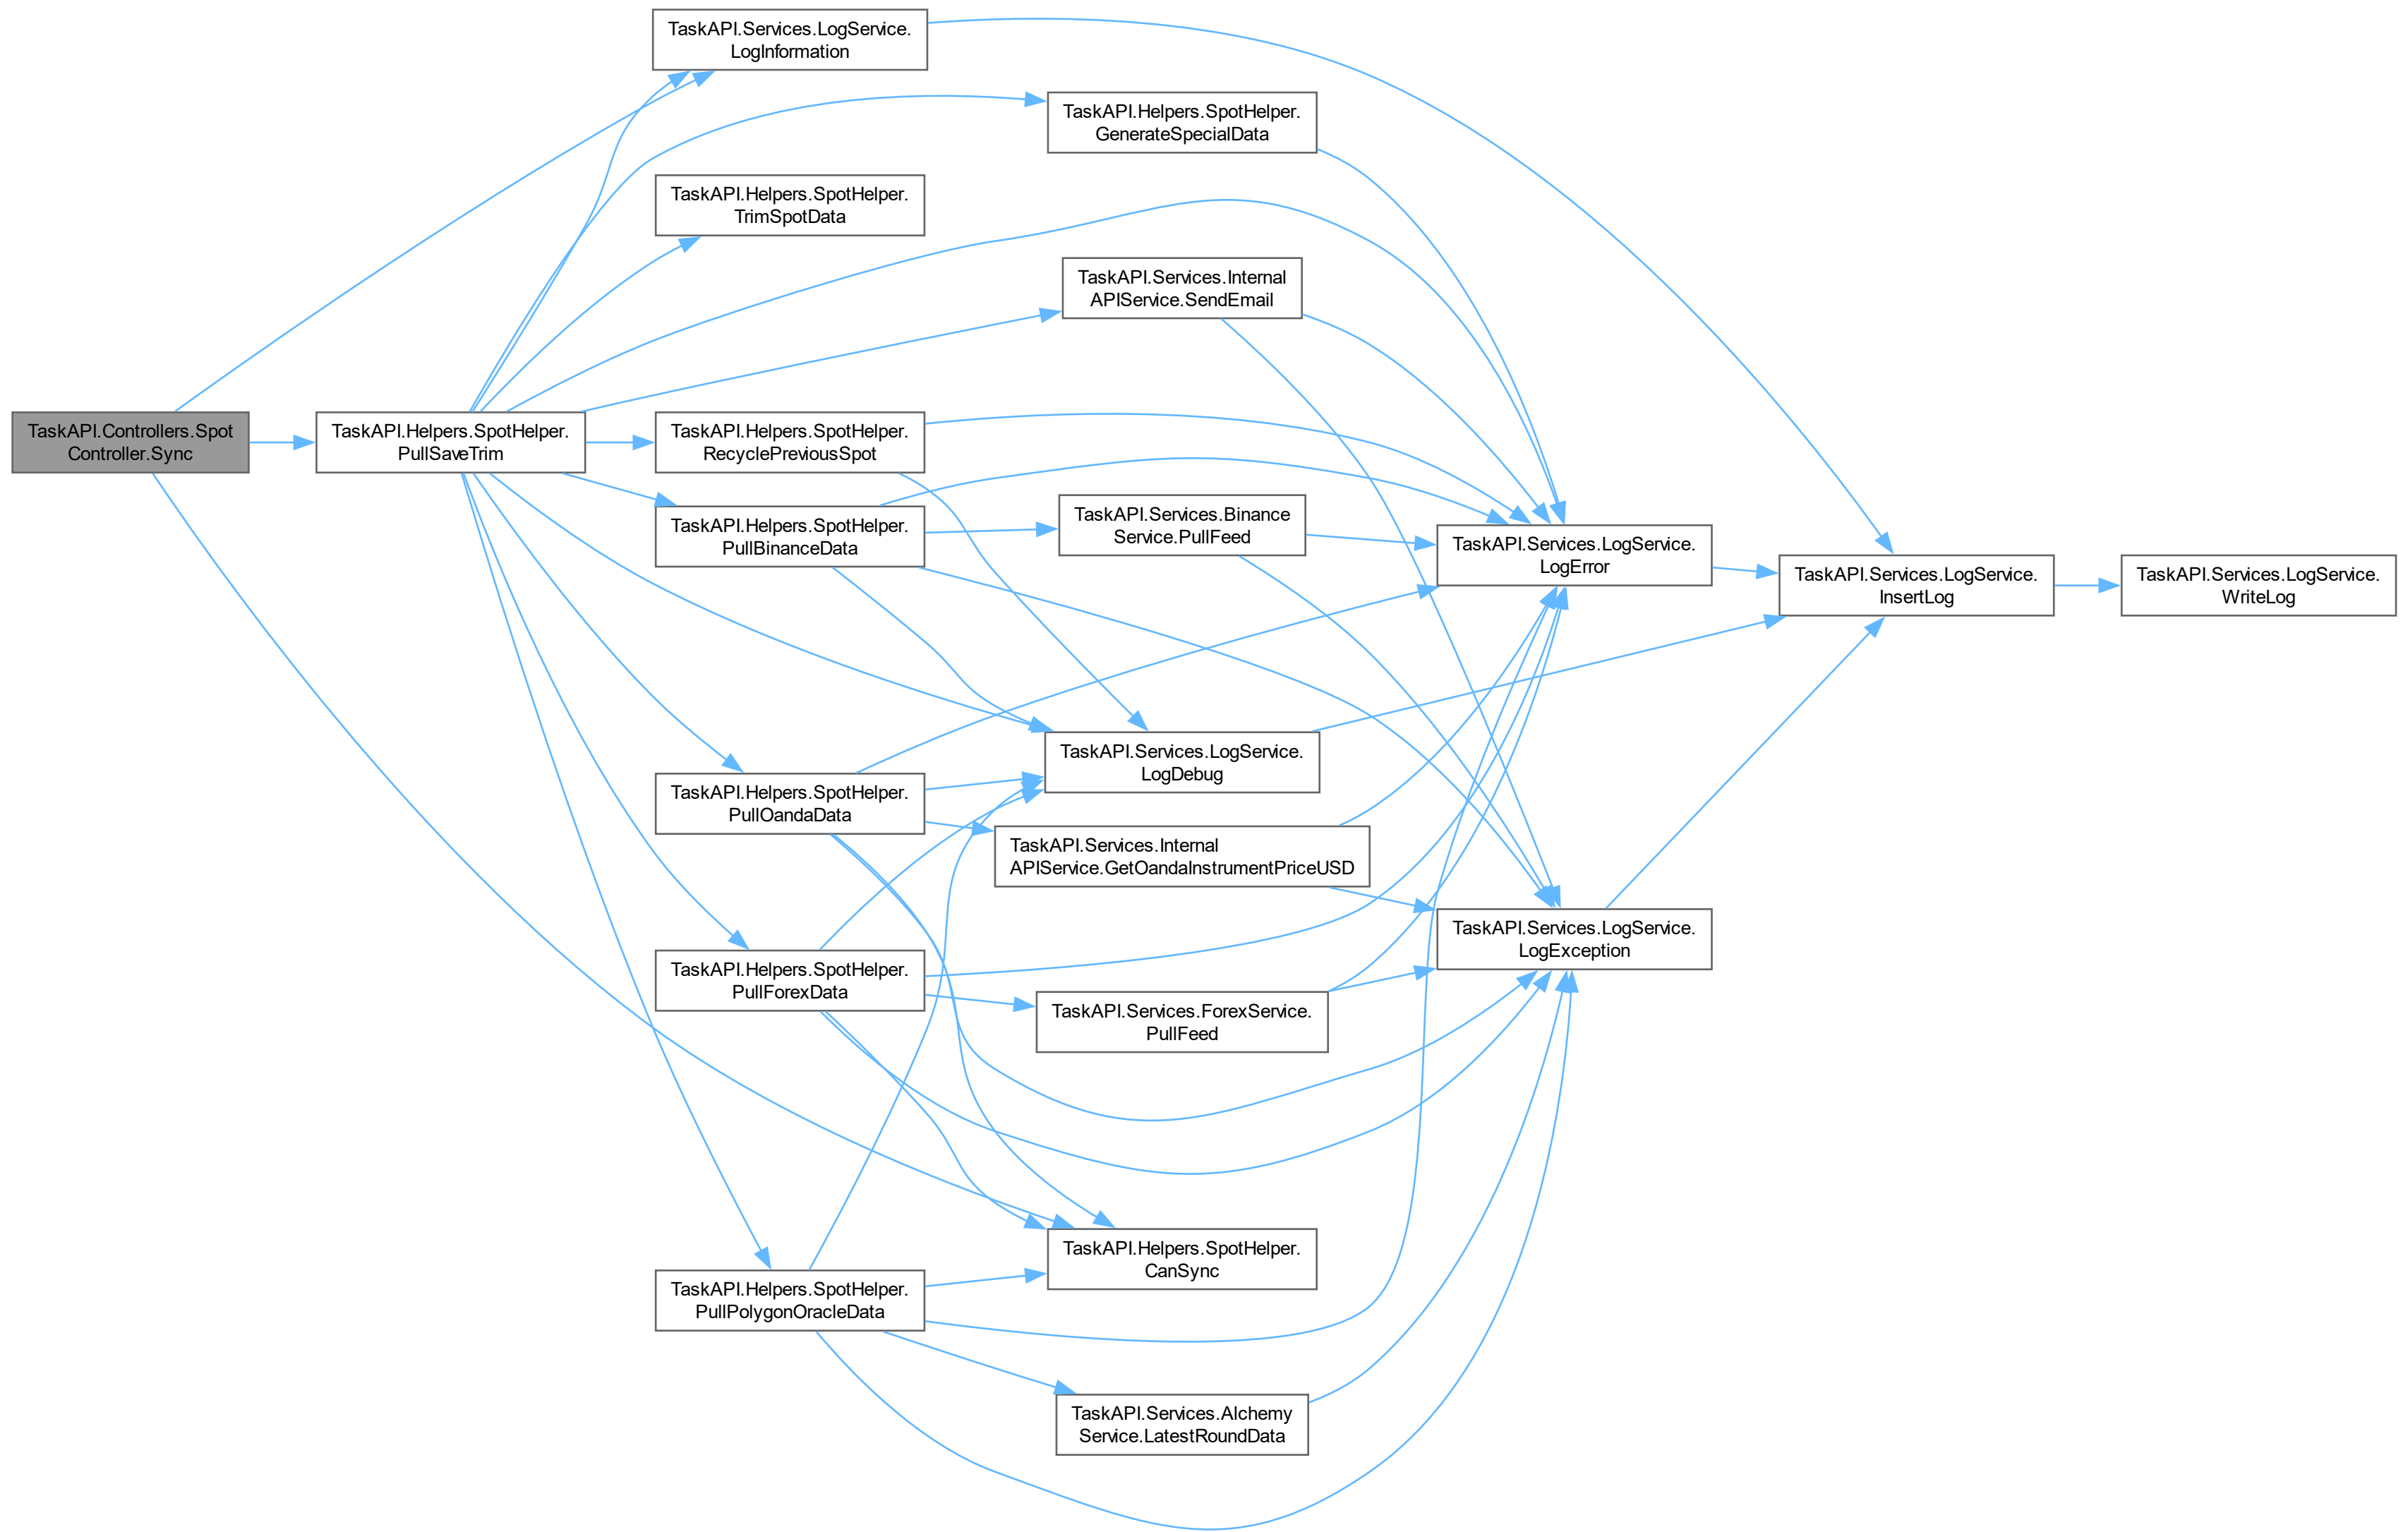 TaskAPI.Services.LogService.
LogInformation
TaskAPI.Helpers.SpotHelper.
GenerateSpecialData
TaskAPI.Helpers.SpotHelper.
TrimSpotData
TaskAPI.Services.Internal
APIService.SendEmail
TaskAPI.Controllers.Spot
Controller.Sync
TaskAPI.Helpers.SpotHelper.
PullSaveTrim
TaskAPI.Helpers.SpotHelper.
RecyclePreviousSpot
TaskAPI.Helpers.SpotHelper.
PullBinanceData
TaskAPI.Services.Binance
Service.PullFeed
TaskAPI.Services.LogService.
LogError
TaskAPI.Services.LogService.
InsertLog
TaskAPI.Services.LogService.
WriteLog
TaskAPI.Services.LogService.
LogDebug
TaskAPI.Helpers.SpotHelper.
PullOandaData
TaskAPI.Services.Internal
APIService.GetOandaInstrumentPriceUSD
TaskAPI.Services.LogService.
LogException
TaskAPI.Helpers.SpotHelper.
PullForexData
TaskAPI.Services.ForexService.
PullFeed
TaskAPI.Helpers.SpotHelper.
CanSync
TaskAPI.Helpers.SpotHelper.
PullPolygonOracleData
TaskAPI.Services.Alchemy
Service.LatestRoundData